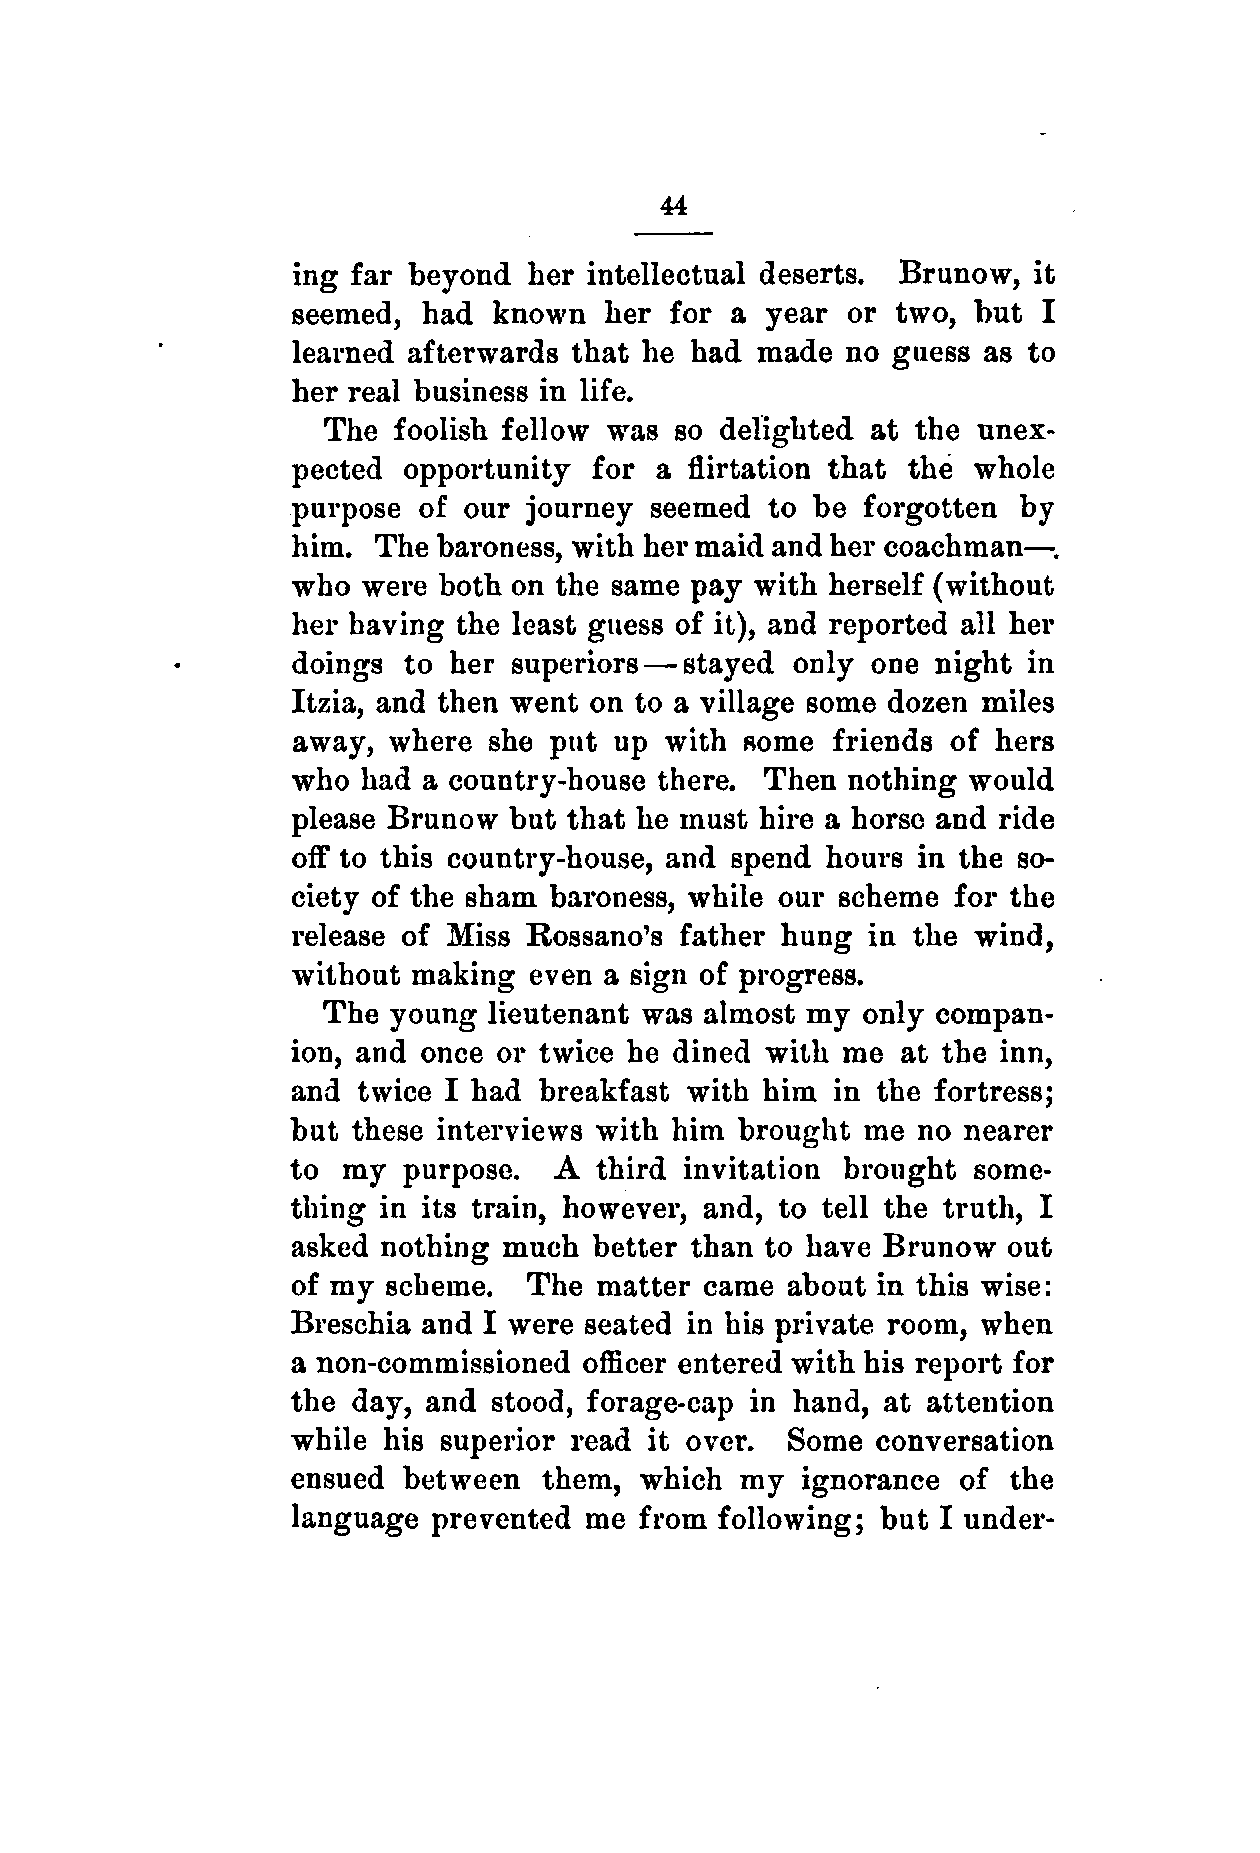 44
ing far beyond her intellectual deserts. Brunow, it
seemed, had known her for a year or two, but I
learned afterwards that he had made no guess as to
her real business in life.
The foolish fellow was so delighted at the unex-
pected opportunity for a flirtation that the whole
purpose of our journey seemed to be forgotten by
him. The baroness, with her maid and her coachman—
who were both on the same pay with herself (without
her having the least guess of it), and reported all her
doings to her superiors—stayed only one night in
Itzia, and then went on to a village some dozen miles
away, where she put up with some friends of hers
who had a country-house there. Then nothing would
please Brunow but that he must hire a horse and ride
off to this country-house, and spend hours in the so-
ciety of the sham baroness, while our scheme for the
release of Miss Rossano's father hung in the wind,
without making even a sign of progress.
The young lieutenant was almost my only compan-
ion, and once or twice he dined with me at the inn,
and twice I had breakfast with him in the fortress;
but these interviews with him brought me no nearer
to my purpose. A third invitation brought some-
thing in its train, however, and, to tell the truth, I
asked nothing much better than to have Brunow out
of my scheme. The matter came about in this wise:
Breschia and I were seated in his private room, when
a non-commissioned officer entered with his report for
the day, and stood, forage-cap in hand, at attention
while his superior read it over. Some conversation
ensued between them, which my ignorance of the
language prevented me from following; but I under-